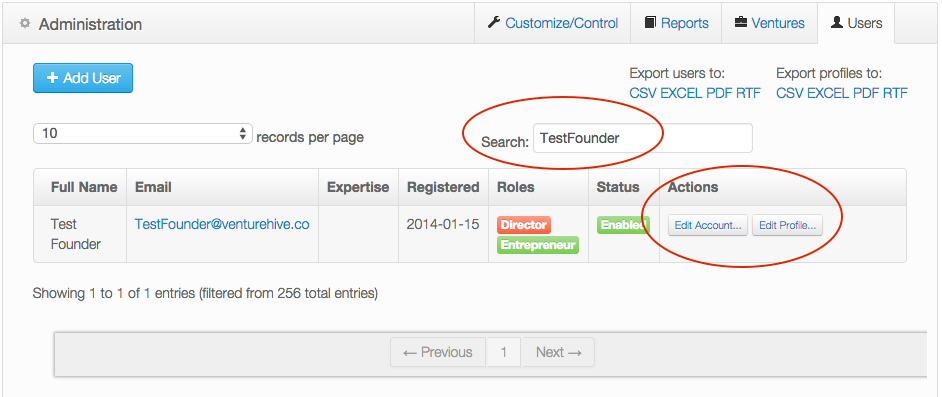 Administration
Customize/Control
Reports
Ventures
Users
+ Add User
Export users to:
CSV EXCEL PDF RTF
Export profiles to:
CSV EXCEL PDF RTF
10
records per page
Search:
TestFounder
Full Name
Email
Expertise
Registered
Roles
Status
Actions
Test
Founder
TestFounder@venturehive.co
2014-01-15
Director
Entrepreneur
Enabled
Edit Account...
Edit Profile...
Showing 1 to 1 of 1 entries (filtered from 256 total entries)
← Previous
1
Next →